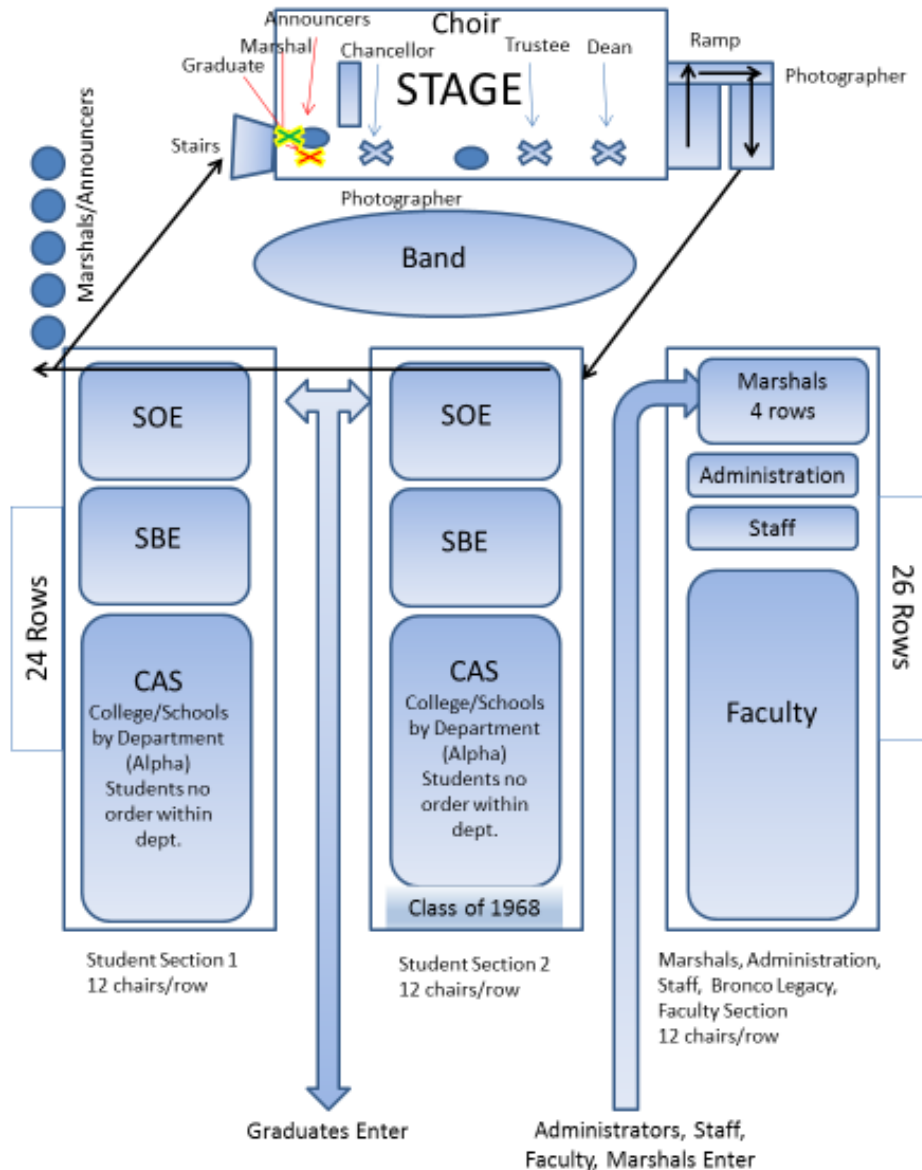 Announcers
Choir
Marshal
Graduate
Chancellor
Trustee
Dean
Ramp
Photographer
STAGE
Stairs
Marshals/Announcers
Photographer
Band
SOE
SBE
CAS
College/Schools
by Department
(Alpha)
Students no
order within
dept.
24 Rows
SOE
SBE
CAS
College/Schools
by Department
(Alpha)
Students no
order within
dept.
Class of 1968
Marshals
4 rows
Administration
Staff
Faculty
26 Rows
Student Section 1
12 chairs/row
Student Section 2
12 chairs/row
Marshals, Administration,
Staff, Bronco Legacy,
Faculty Section
12 chairs/row
Graduates Enter
Administrators, Staff,
Faculty, Marshals Enter